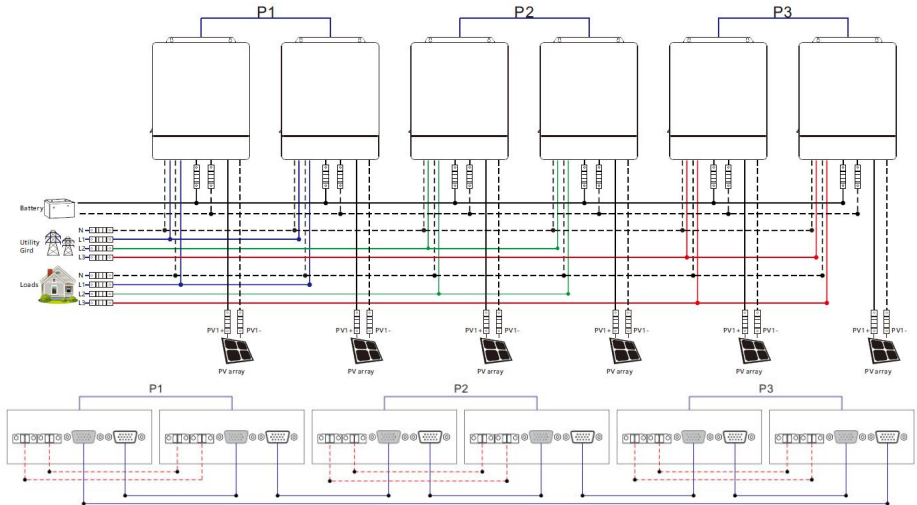 P1 P2 P3
Battery
N
L1
Utility
Gird
L2
L3
N
Loads
L1
L2
L3
PV1+ PV1- PV1+ PV1- PV1+ PV1- PV1+ PV1- PV1+ PV1- PV1+ PV1-
PV array PV array PV array PV array PV array PV array
P1 P2 P3